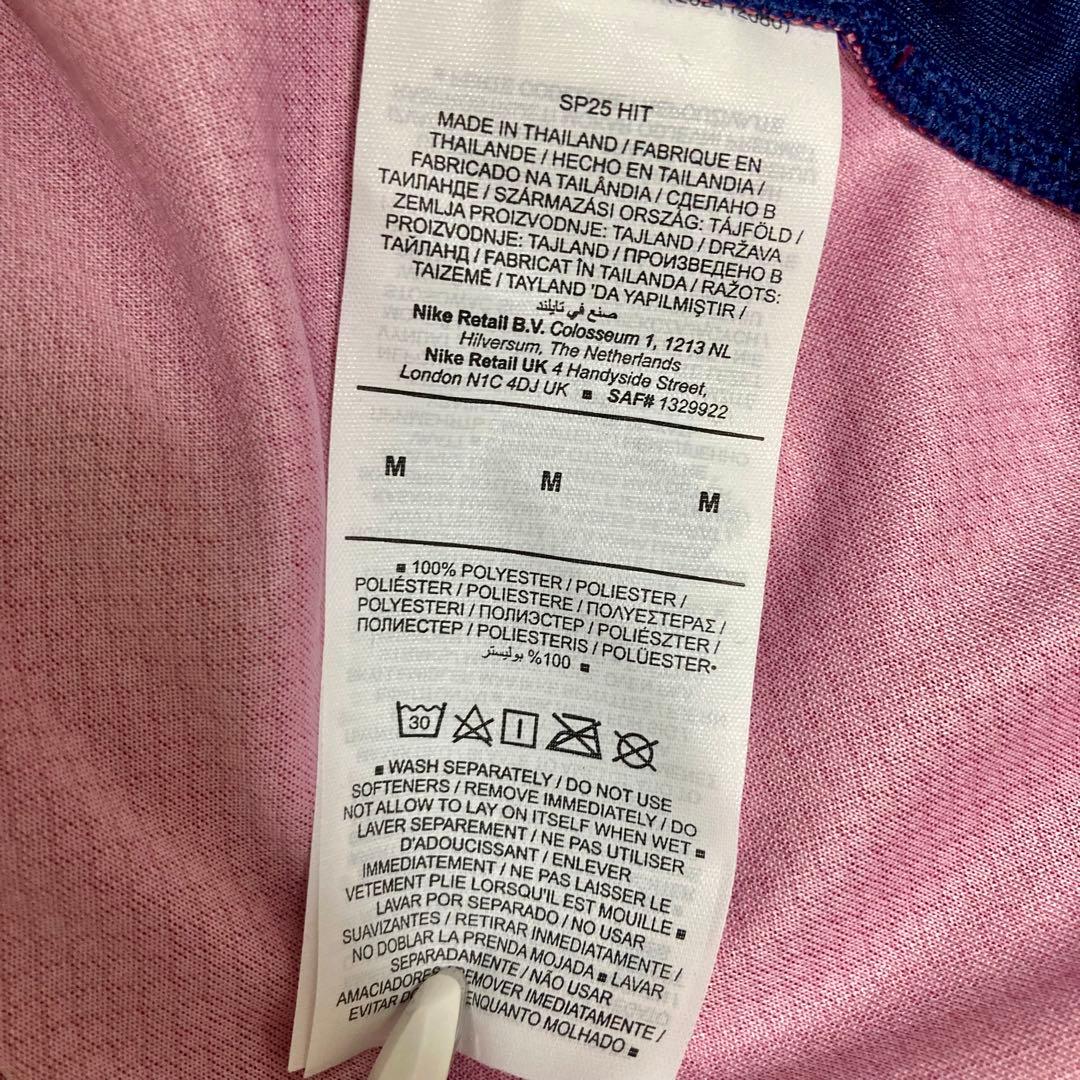 SP25 HIT
MADE IN THAILAND / FABRIQUE EN
THAILANDE / HECHO EN TAILANDIA /
FABRICADO NA TAILÂNDIA / СДЕЛАНО В
ТАИЛАНДЕ / SZÁRMAZÁSI ORSZÁG: TÁJFÖLD /
ZEMLJA PROIZVODNJE: TAJLAND / DRŽAVA
PROIZVODNJE: TAJLAND / ПРОИЗВЕДЕНО В
ТАЙЛАНД / FABRICAT ÎN TAILANDA / RAŽOTS:
TAIZEMĒ / TAYLAND 'DA YAPILMIŞTIR /
صنع في تايلند
Nike Retail B.V. Colosseum 1, 1213 NL
Hilversum, The Netherlands
Nike Retail UK 4 Handyside Street,
London N1C 4DJ UK ■ SAF# 1329922
M M M
■ 100% POLYESTER / POLIESTER /
POLIÉSTER / POLIESTERE / ΠΟΛΥΕΣΤΕΡΑΣ /
POLYESTERI / ПОЛИЭСТЕР / POLIÉSZTER /
ПОЛИЕСТЕР / POLIESTERIS / POLÜESTER•
100% بوليستر ■
30
■ WASH SEPARATELY / DO NOT USE
SOFTENERS / REMOVE IMMEDIATELY / DO
NOT ALLOW TO LAY ON ITSELF WHEN WET ■
LAVER SEPAREMENT / NE PAS UTILISER
D'ADOUCISSANT / ENLEVER
IMMEDIATEMENT / NE PAS LAISSER LE
VETEMENT PLIE LORSQU'IL EST MOUILLE ■
LAVAR POR SEPARADO / NO USAR
SUAVIZANTES / RETIRAR INMEDIATAMENTE /
NO DOBLAR LA PRENDA MOJADA ■ LAVAR
SEPARADAMENTE / NÃO USAR
AMACIADORES REMOVER IMEDIATAMENTE /
EVITAR ENQUANTO MOLHADO ■